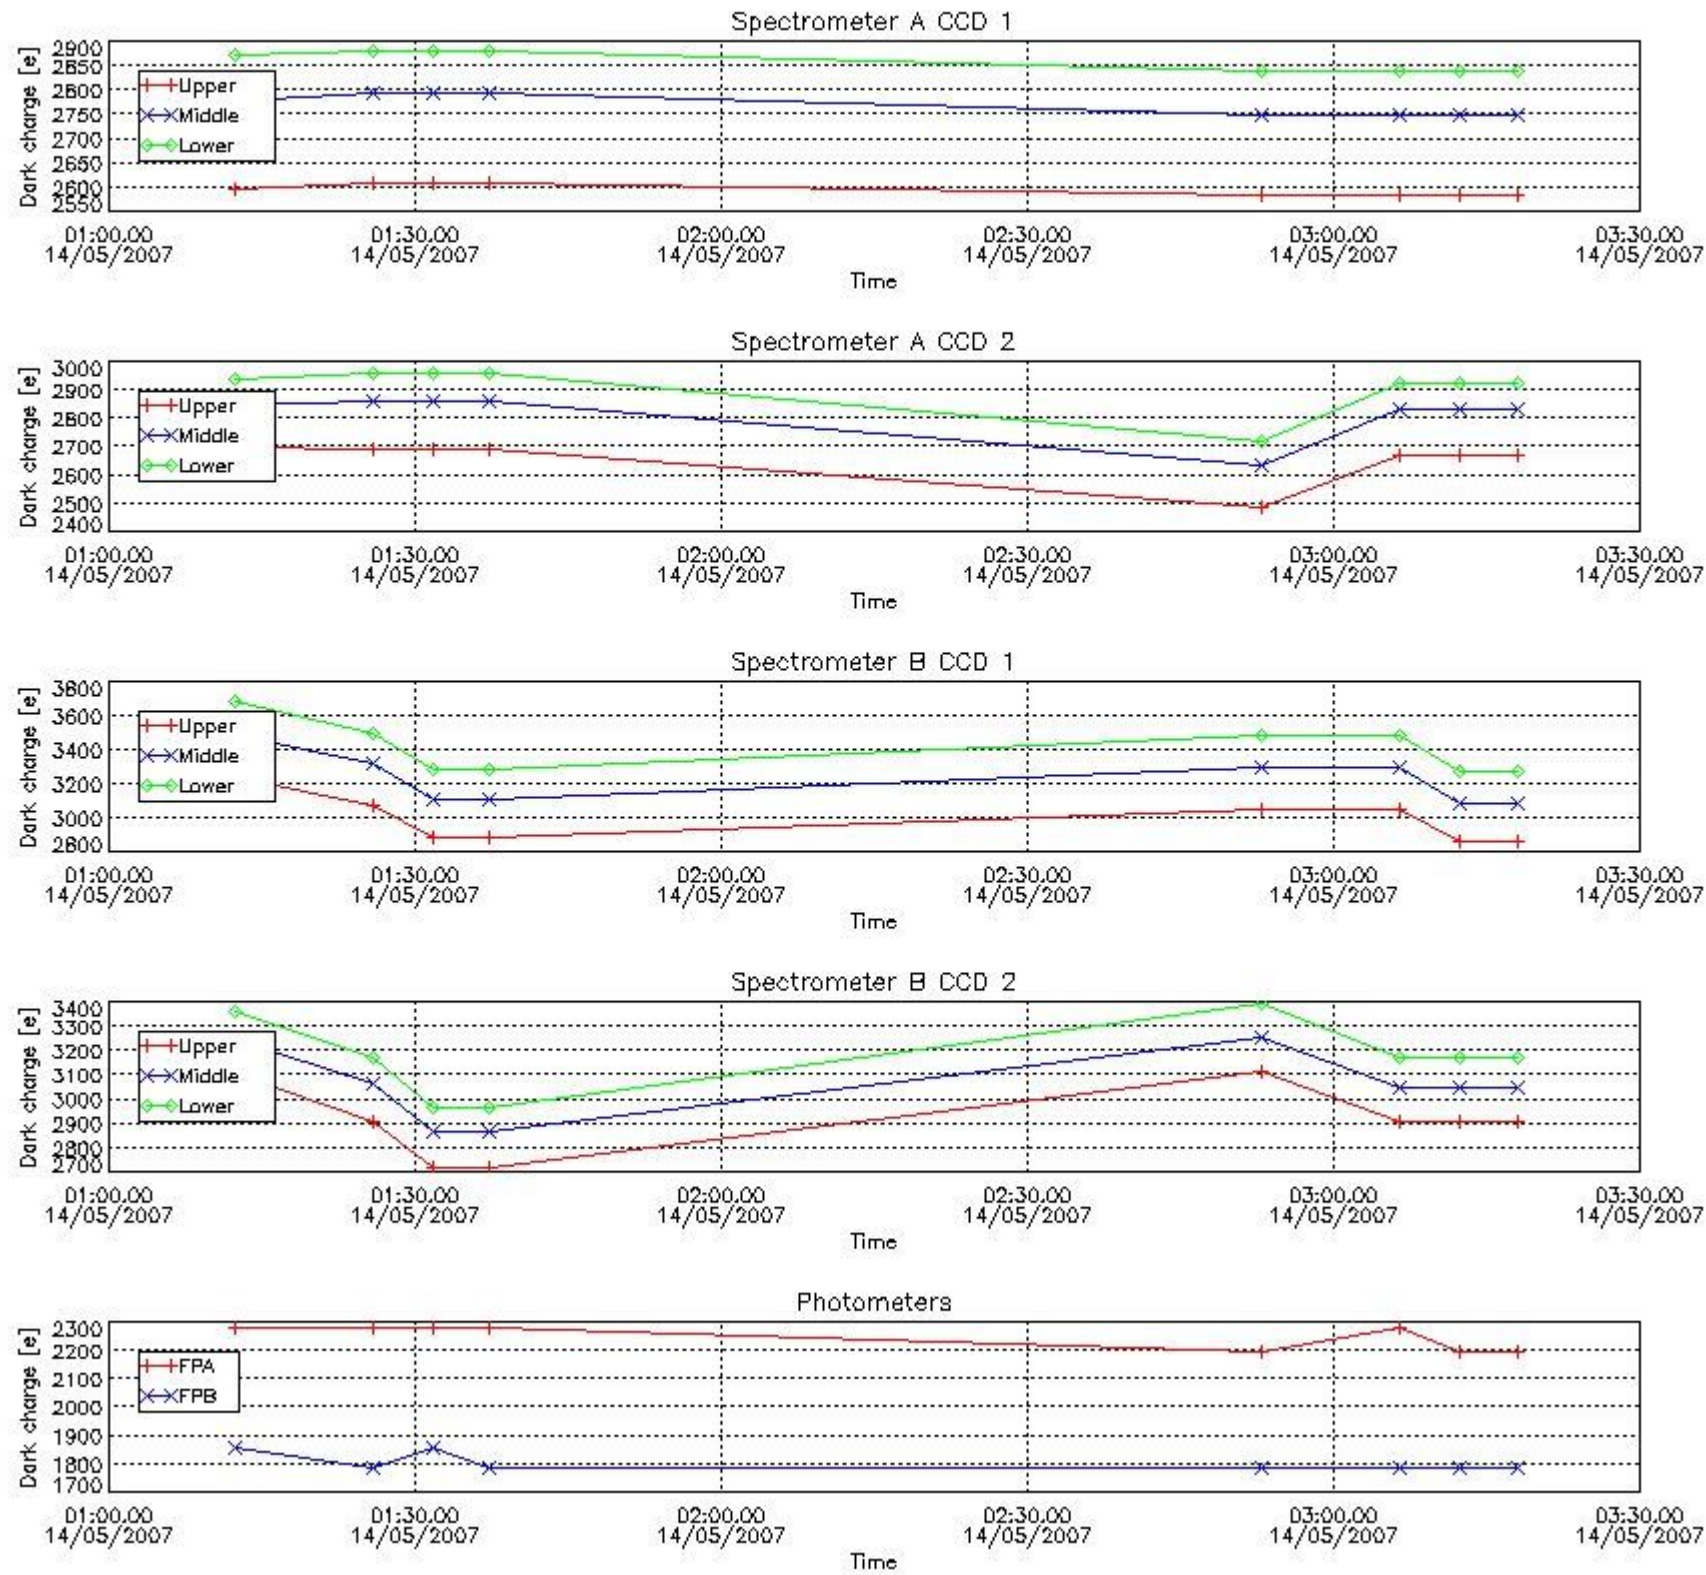 Spectrometer A CCD 1
Dark charge [e]
2900
2850
2800
2750
2700
2650
2600
2550
Upper
Middle
Lower
01:00.00 01:30.00 02:00.00 02:30.00 03:00.00 03:30.00
14/05/2007 14/05/2007 14/05/2007 14/05/2007 14/05/2007 14/05/2007
Time
Spectrometer A CCD 2
Dark charge [e]
3000
2900
2800
2700
2600
2500
2400
Upper
Middle
Lower
01:00.00 01:30.00 02:00.00 02:30.00 03:00.00 03:30.00
14/05/2007 14/05/2007 14/05/2007 14/05/2007 14/05/2007 14/05/2007
Time
Spectrometer B CCD 1
Dark charge [e]
3800
3600
3400
3200
3000
2800
Upper
Middle
Lower
01:00.00 01:30.00 02:00.00 02:30.00 03:00.00 03:30.00
14/05/2007 14/05/2007 14/05/2007 14/05/2007 14/05/2007 14/05/2007
Time
Spectrometer B CCD 2
Dark charge [e]
3400
3300
3200
3100
3000
2900
2800
2700
Upper
Middle
Lower
01:00.00 01:30.00 02:00.00 02:30.00 03:00.00 03:30.00
14/05/2007 14/05/2007 14/05/2007 14/05/2007 14/05/2007 14/05/2007
Time
Photometers
Dark charge [e]
2300
2200
2100
2000
1900
1800
1700
FPA
FPB
01:00.00 01:30.00 02:00.00 02:30.00 03:00.00 03:30.00
14/05/2007 14/05/2007 14/05/2007 14/05/2007 14/05/2007 14/05/2007
Time